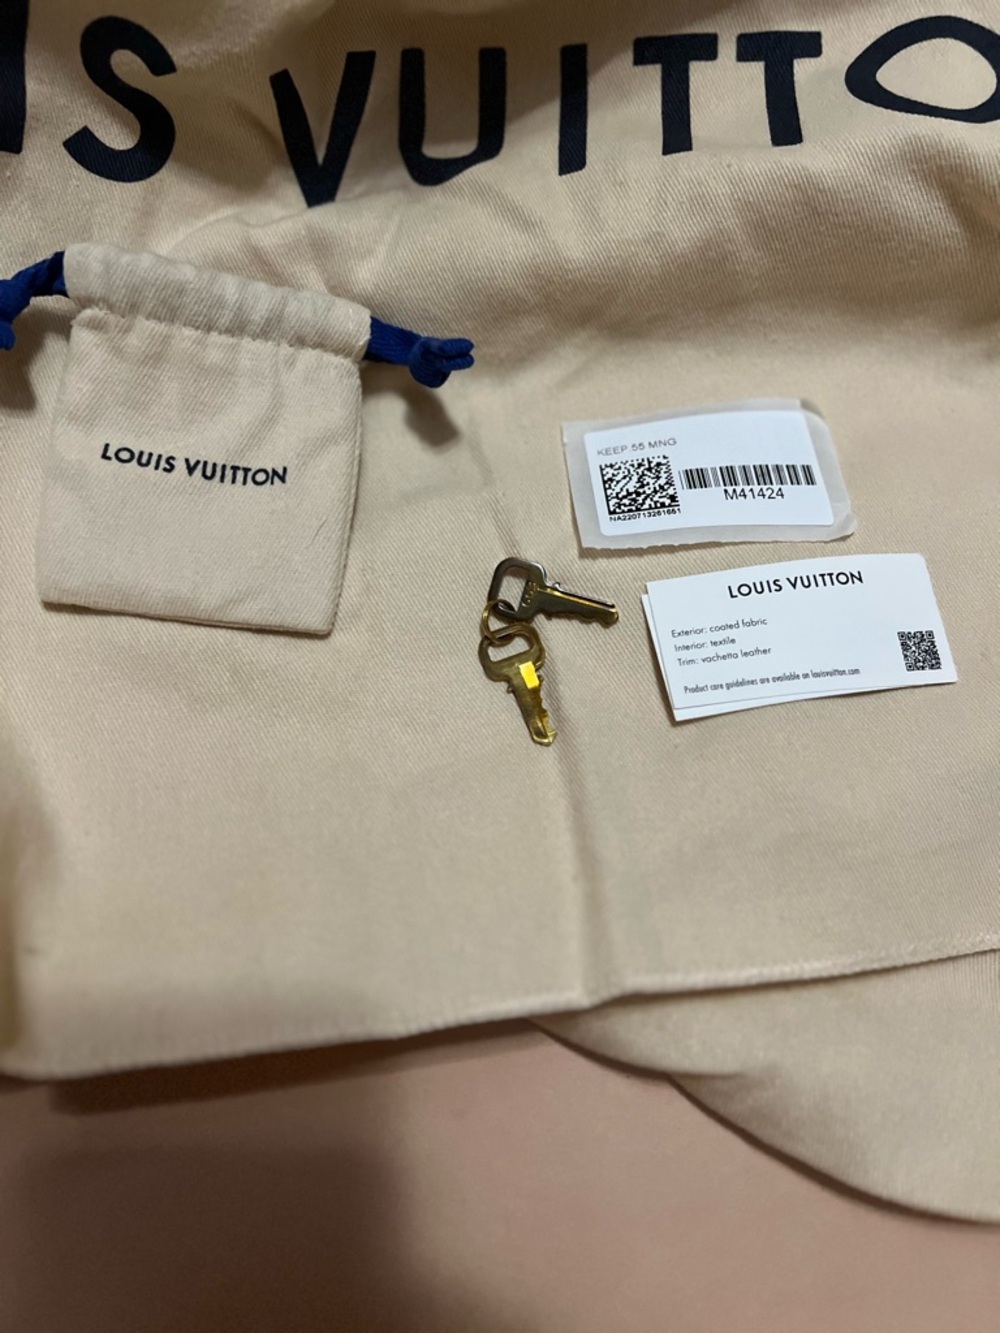 IS VUITTO
LOUIS VUITTON
KEEP.55 MNG
M41424
NA220713261651
LOUIS VUITTON
Exterior: coated fabric
Interior: textile
Trim: vachetta leather
Product care guidelines are available on louisvuitton.com